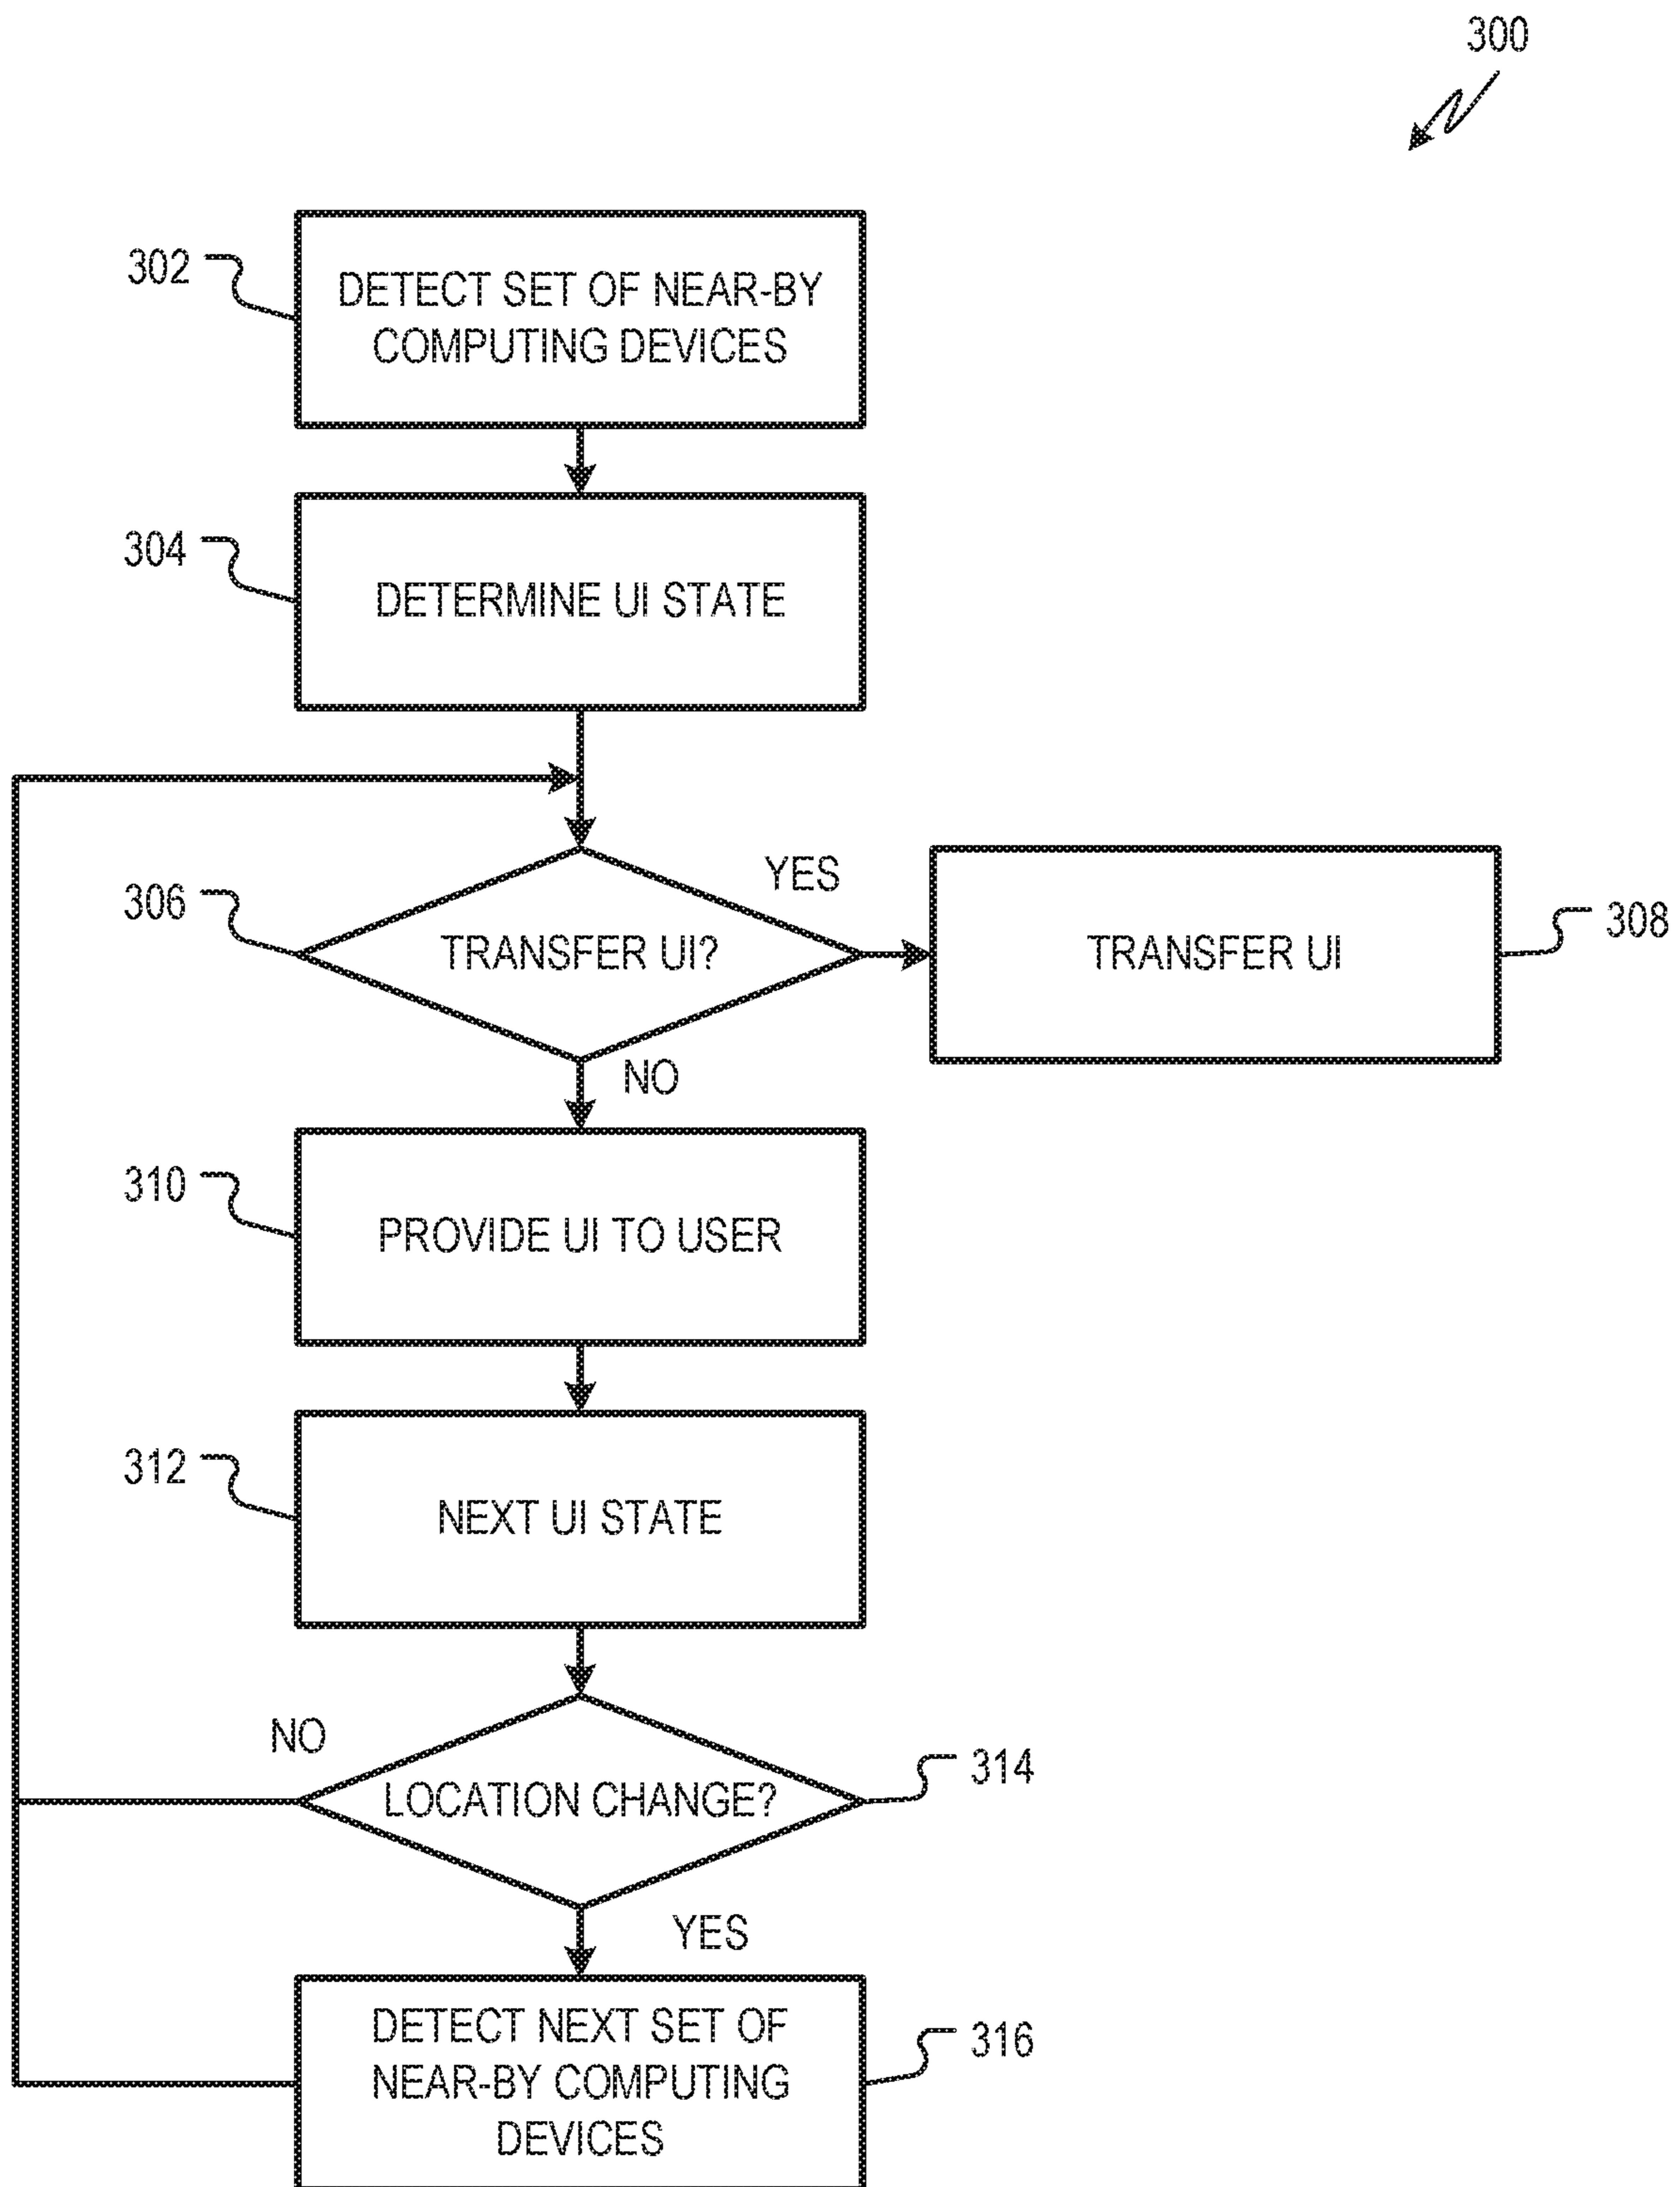 300
302
DETECT SET OF NEAR-BY
COMPUTING DEVICES
304
DETERMINE UI STATE
306
TRANSFER UI?
YES
TRANSFER UI
308
NO
310
PROVIDE UI TO USER
312
NEXT UI STATE
NO
LOCATION CHANGE?
314
YES
DETECT NEXT SET OF
NEAR-BY COMPUTING
DEVICES
316